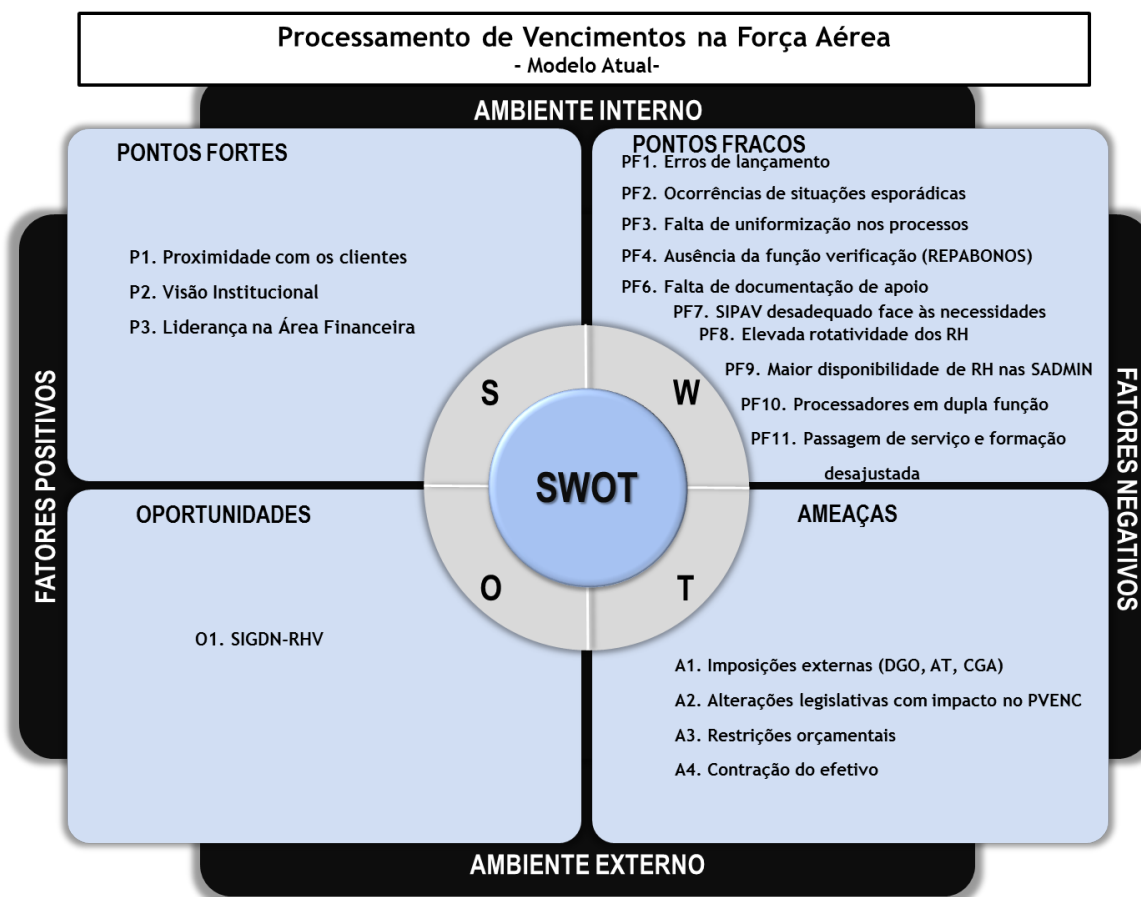 Processamento de Vencimentos na Força Aérea
- Modelo Atual-
AMBIENTE INTERNO
PONTOS FORTES
P1. Proximidade com os clientes
P2. Visão Institucional
P3. Liderança na Área Financeira
PONTOS FRACOS
PF1. Erros de lançamento
PF2. Ocorrências de situações esporádicas
PF3. Falta de uniformização nos processos
PF4. Ausência da função verificação (REPABONOS)
PF6. Falta de documentação de apoio
PF7. SIPAV desadequado face às necessidades
PF8. Elevada rotatividade dos RH
PF9. Maior disponibilidade de RH nas SADMIN
PF10. Processadores em dupla função
PF11. Passagem de serviço e formação
desajustada
FATORES POSITIVOS
S
W
SWOT
O
T
FATORES NEGATIVOS
OPORTUNIDADES
O1. SIGDN-RHV
AMEAÇAS
A1. Imposições externas (DGO, AT, CGA)
A2. Alterações legislativas com impacto no PVENC
A3. Restrições orçamentais
A4. Contração do efetivo
AMBIENTE EXTERNO